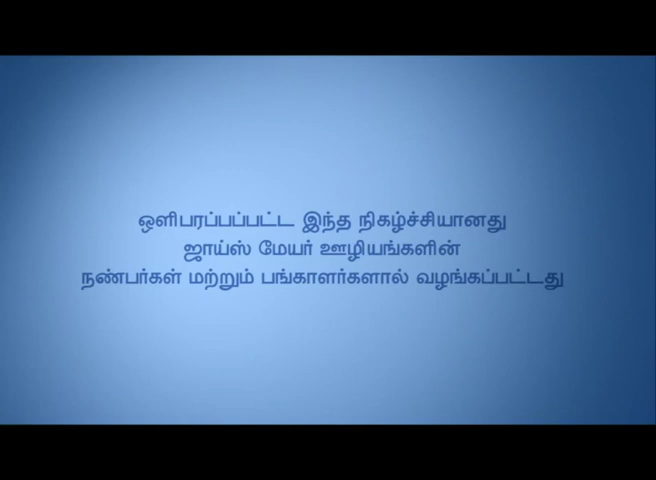 ஒளிபரப்பப்பட்ட இந்த நிகழ்ச்சியானது
ஜாய்ஸ் மேயர் ஊழியங்களின்
நண்பர்கள் மற்றும் பங்காளர்களால் வழங்கப்பட்டது